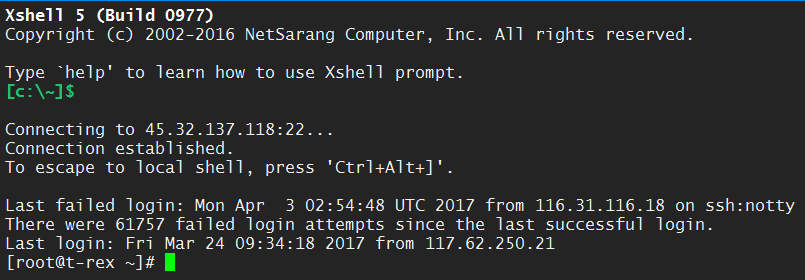 Xshell 5 (Build 0977)
Copyright (c) 2002-2016 NetSarang Computer, Inc. All rights reserved.
Type `help' to learn how to use Xshell prompt.
[c:\~]$
Connecting to 45.32.137.118:22...
Connection established.
To escape to local shell, press 'Ctrl+Alt+]'.
Last failed login: Mon Apr  3 02:54:48 UTC 2017 from 116.31.116.18 on ssh:notty
There were 61757 failed login attempts since the last successful login.
Last login: Fri Mar 24 09:34:18 2017 from 117.62.250.21
[root@t-rex ~]#